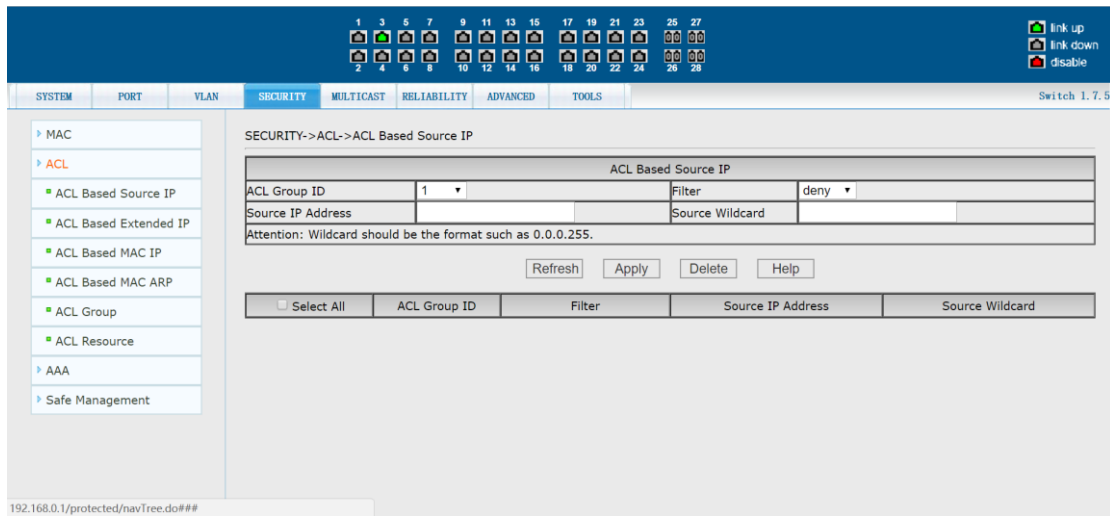 1 3 5 7 9 11 13 15 17 19 21 23 25 27
link up
link down
2 4 6 8 10 12 14 16 18 20 22 24 26 28
disable
SYSTEM PORT VLAN SECURITY MULTICAST RELIABILITY ADVANCED TOOLS Switch 1.7.5
MAC
ACL
ACL Based Source IP
ACL Based Extended IP
ACL Based MAC IP
ACL Based MAC ARP
ACL Group
ACL Resource
AAA
Safe Management
SECURITY->ACL->ACL Based Source IP
ACL Based Source IP
ACL Group ID 1 Filter deny
Source IP Address Source Wildcard
Attention: Wildcard should be the format such as 0.0.0.255.
Refresh Apply Delete Help
Select All ACL Group ID Filter Source IP Address Source Wildcard
192.168.0.1/protected/navTree.do###